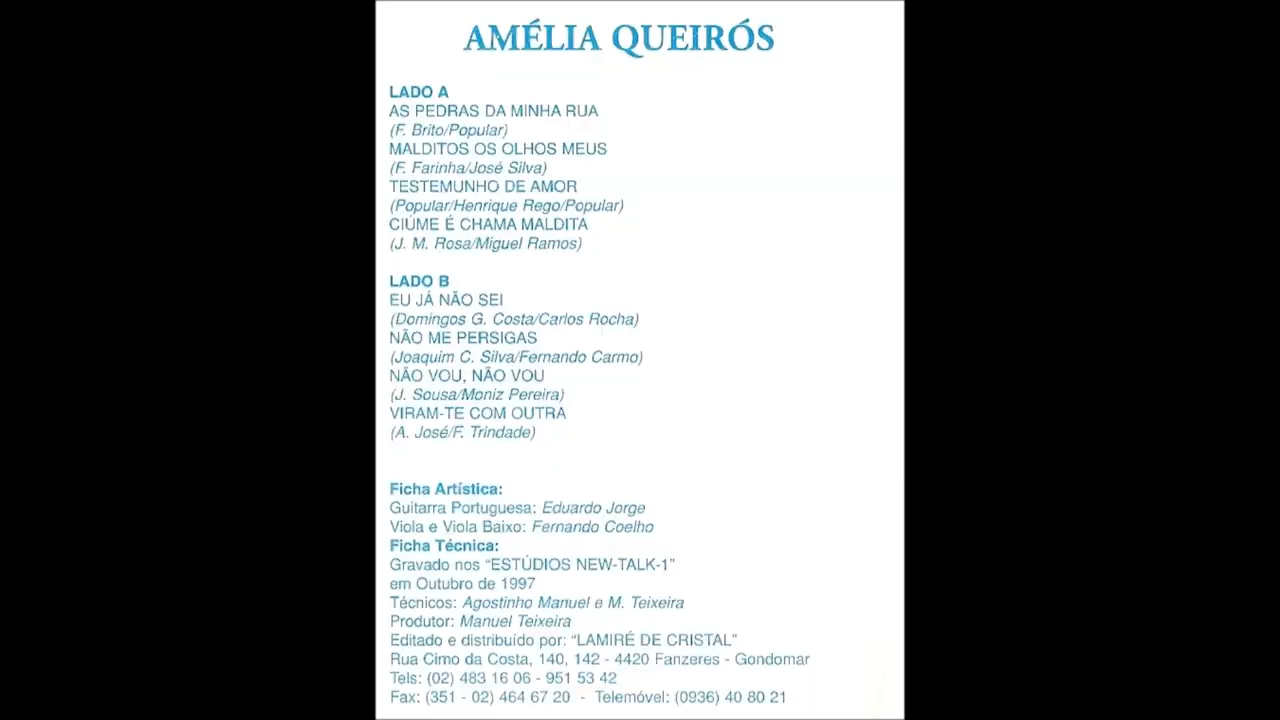 AMÉLIA QUEIRÓS
LADO A
AS PEDRAS DA MINHA RUA
(F. Brito/Popular)
MALDITOS OS OLHOS MEUS
(F. Farinha/José Silva)
TESTEMUNHO DE AMOR
(Popular/Henrique Rego/Popular)
CIÚME É CHAMA MALDITA
(J. M. Rosa/Miguel Ramos)
LADO B
EU JÁ NÃO SEI
(Domingos G. Costa/Carlos Rocha)
NÃO ME PERSIGAS
(Joaquim C. Silva/Fernando Carmo)
NÃO VOU, NÃO VOU
(J. Sousa/Moniz Pereira)
VIRAM-TE COM OUTRA
(A. José/F. Trindade)
Ficha Artística:
Guitarra Portuguesa: Eduardo Jorge
Viola e Viola Baixo: Fernando Coelho
Ficha Técnica:
Gravado nos “ESTÚDIOS NEW-TALK-1”
em Outubro de 1997
Técnicos: Agostinho Manuel e M. Teixeira
Produtor: Manuel Teixeira
Editado e distribuído por: “LAMIRÉ DE CRISTAL”
Rua Cimo da Costa, 140, 142 - 4420 Fanzeres - Gondomar
Tels: (02) 483 16 06 - 951 53 42
Fax: (351 - 02) 464 67 20 - Telemóvel: (0936) 40 80 21